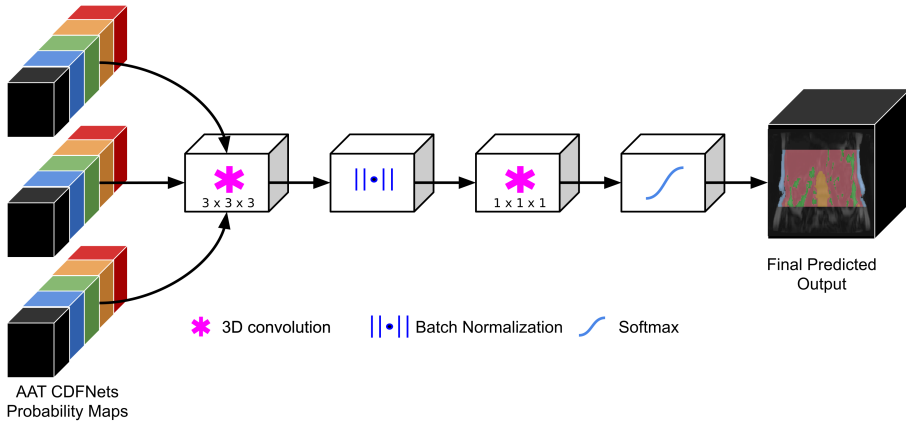 3 x 3 x 3
1 x 1 x 1
Final Predicted
Output
3D convolution
Batch Normalization
Softmax
AAT CDFNets
Probability Maps